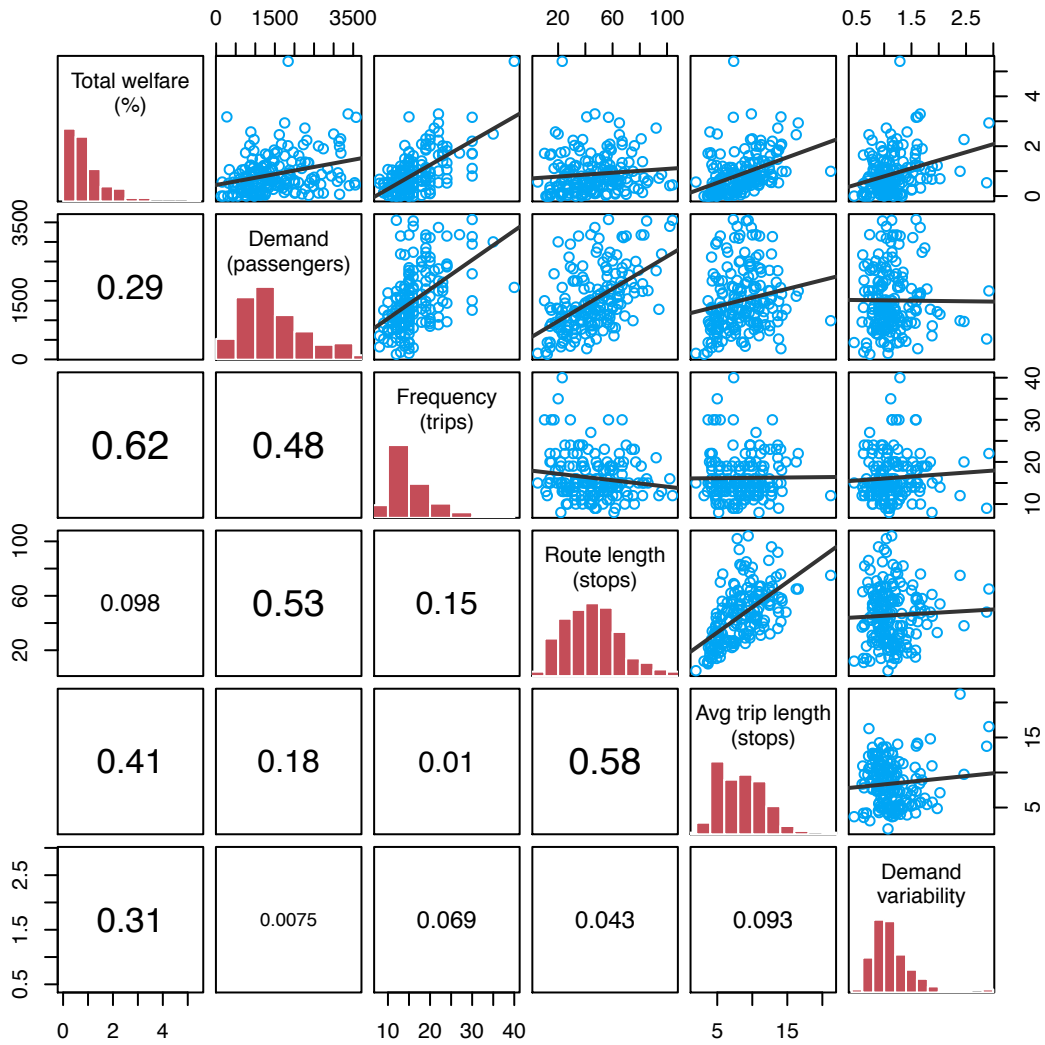 0 1500 3500 20 60 100 0.5 1.5 2.5
Total welfare
(%)
0 2 4
0 1500 3500
0.29
Demand
(passengers)
0.62 0.48
Frequency
(trips)
10 20 30 40
20 60 100
0.098 0.53 0.15
Route length
(stops)
0.41 0.18 0.01 0.58
Avg trip length
(stops)
5 15
0.5 1.5 2.5
0.31 0.0075 0.069 0.043 0.093
Demand
variability
0 2 4 10 20 30 40 5 15